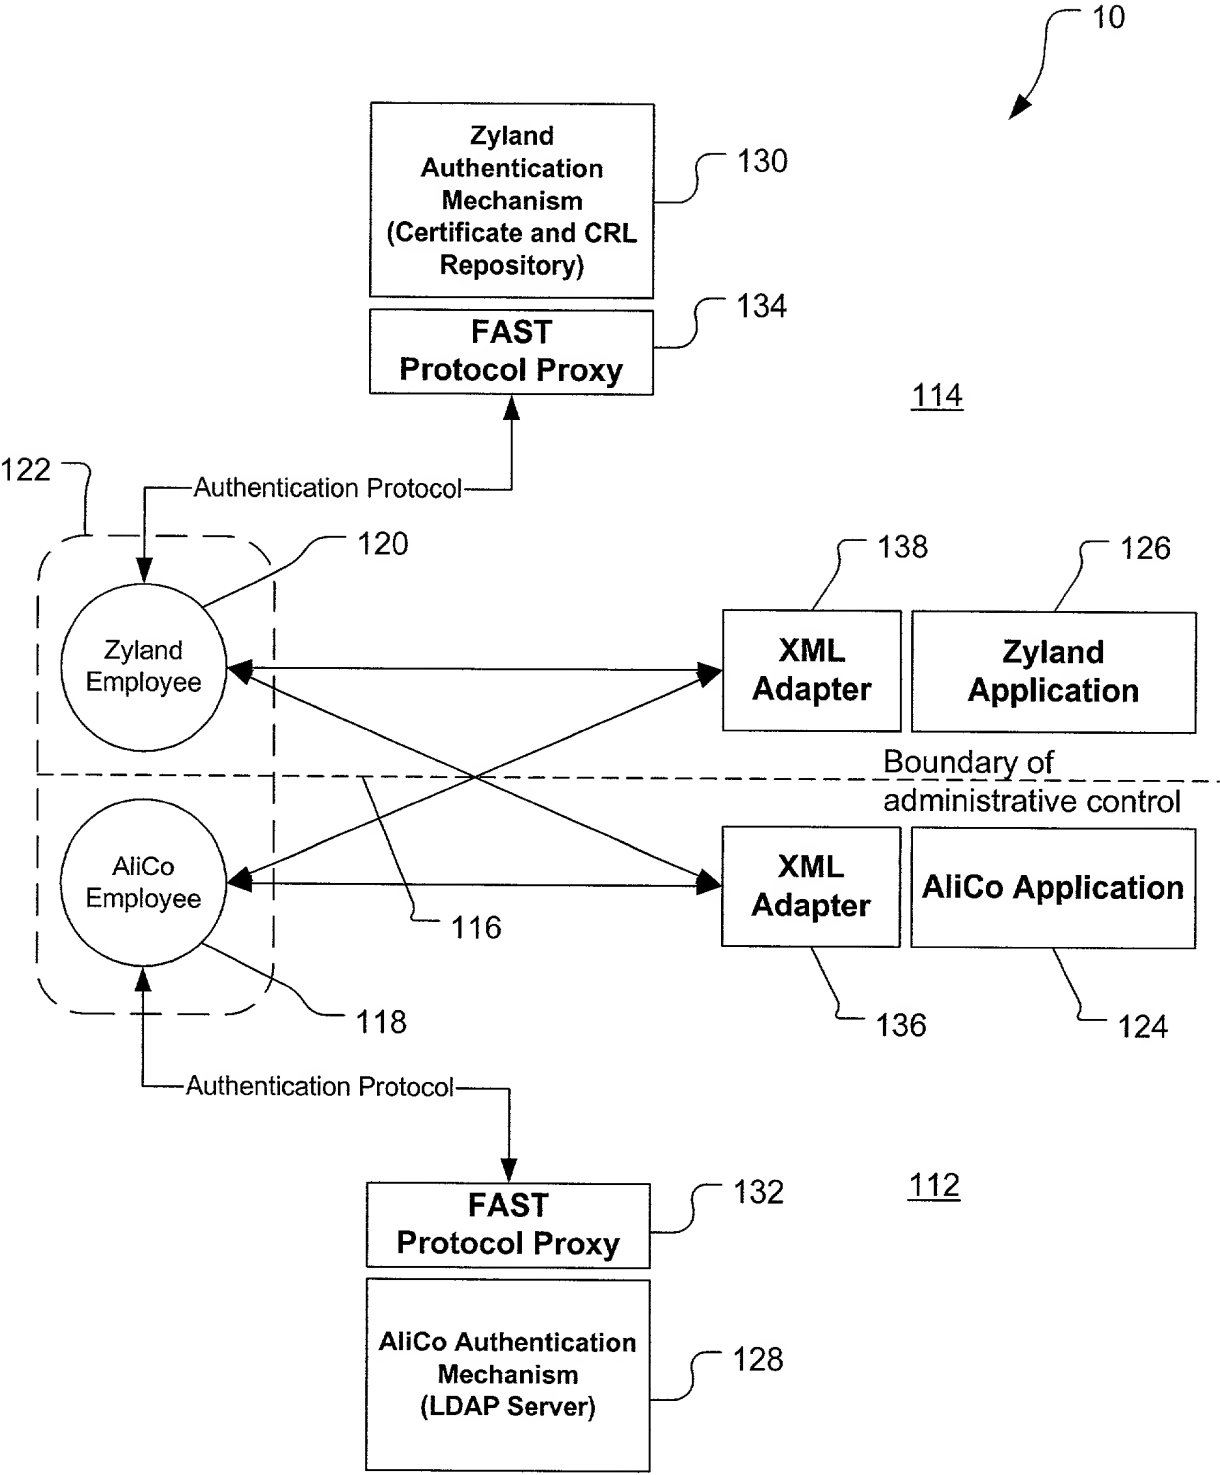 10
Zyland
Authentication
Mechanism
(Certificate and CRL
Repository)
130
134
FAST
Protocol Proxy
114
122
Authentication Protocol
120
138
126
Zyland
Employee
XML
Adapter
Zyland
Application
Boundary of
administrative control
AliCo
Employee
XML
Adapter
AliCo Application
116
118
136
124
Authentication Protocol
132
112
FAST
Protocol Proxy
AliCo Authentication
Mechanism
(LDAP Server)
128